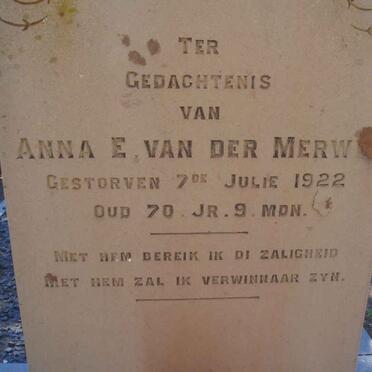 TER
GEDACHTENIS
VAN
ANNA E. VAN DER MERW
GESTORVEN 7DE JULIE 1922
OUD 70 JR. 9 MDN.
MET HEM BEREIK IK DI ZALIGHEID
MET HEM ZAL IK VERWINNAAR ZYN.